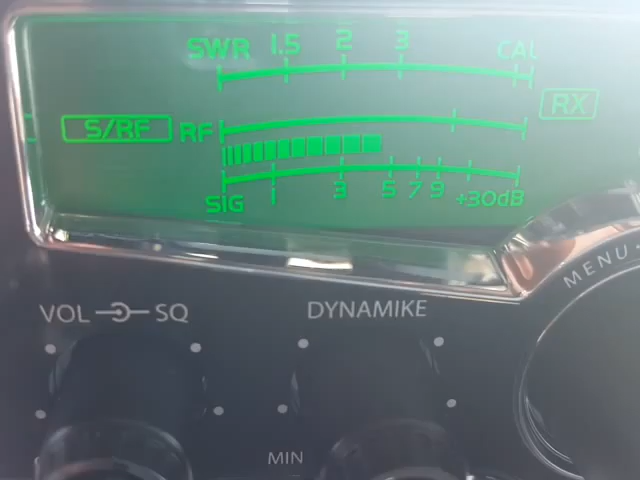 SWR 1.5 2 3 CAL
RX
S/RF RF
SIG 1 3 5 7 9 +30dB
MENU
VOL SQ DYNAMIKE
MIN